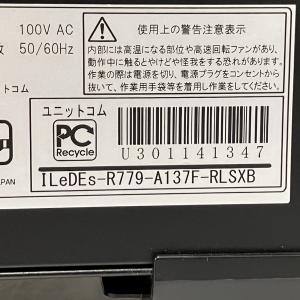 100V AC
数 50/60Hz
使用上の警告注意表示
内部には高温になる部位や高速回転ファンがあり、
動作中に触るとやけどや怪我をする恐れがあります。
作業の際は電源を切り、電源プラグをコンセントから
抜いて、作業用手袋等を着用し作業をしてください。
ットコム
ユニットコム
PC
Recycle
U301141347
JAPAN
ILeDEs-R779-A137F-RLSXB